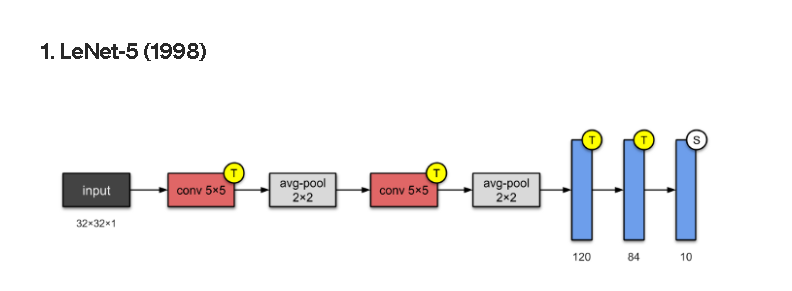 1. LeNet-5 (1998)
T
T
T
T
S
input
conv 5×5
avg-pool
2×2
conv 5×5
avg-pool
2×2
32×32×1
120
84
10